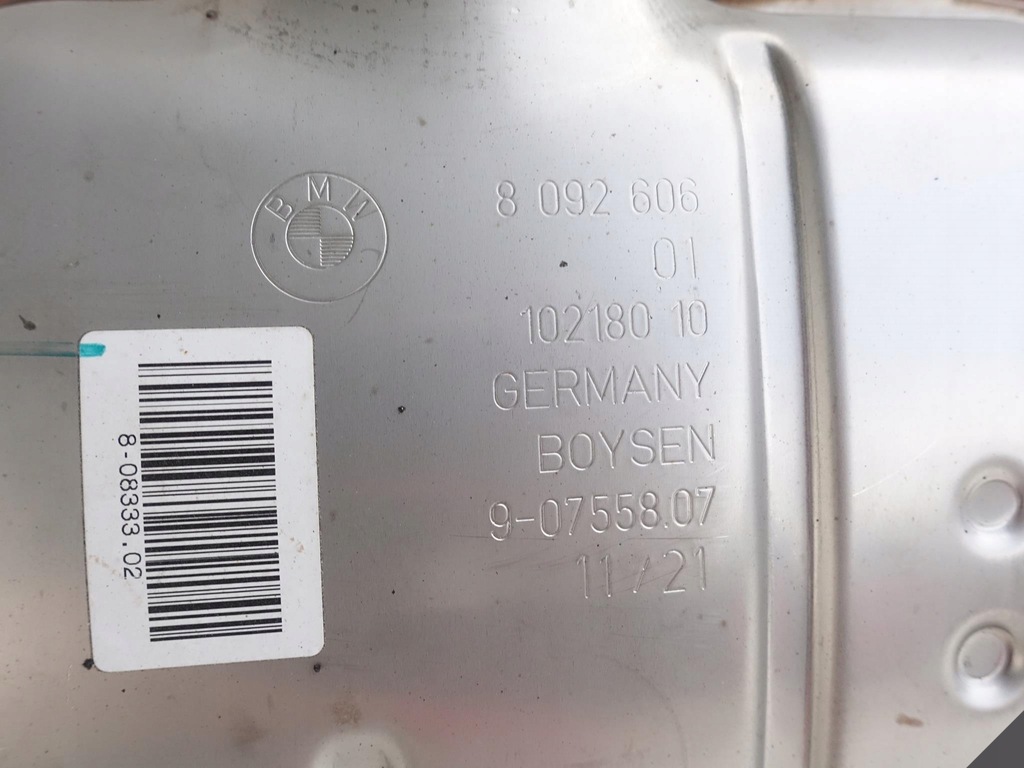 BMW
8 092 606
01
102180 10
GERMANY
BOYSEN
9-07558.07
11/21
8-08333.02